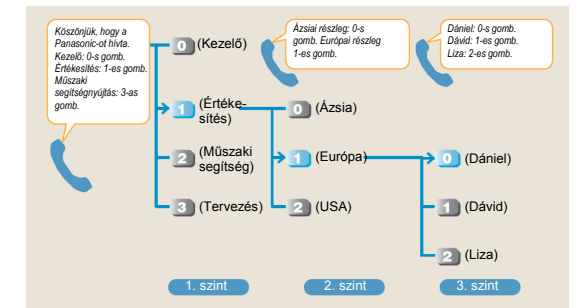 Köszönjük, hogy a
Panasonic-ot hívta.
Kezelő: 0-s gomb.
Értékesítés: 1-es gomb.
Műszaki
segítségnyújtás: 3-as
gomb.
Ázsiai részleg: 0-s
gomb. Európai részleg
1-es gomb.
Dániel: 0-s gomb.
Dávid: 1-es gomb.
Liza: 2-es gomb.
0 (Kezelő)
1 (Értéke-
sítés)
2 (Műszaki
segítség)
3 (Tervezés)
0 (Ázsia)
1 (Európa)
2 (USA)
0 (Dániel)
1 (Dávid)
2 (Liza)
1. szint
2. szint
3. szint